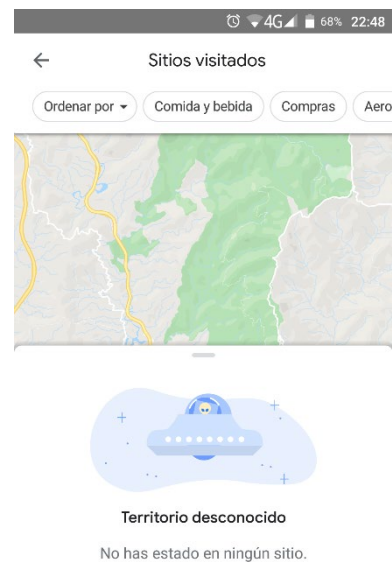 4G 68% 22:48
Sitios visitados
Ordenar por Comida y bebida Compras Aero
Territorio desconocido
No has estado en ningún sitio.